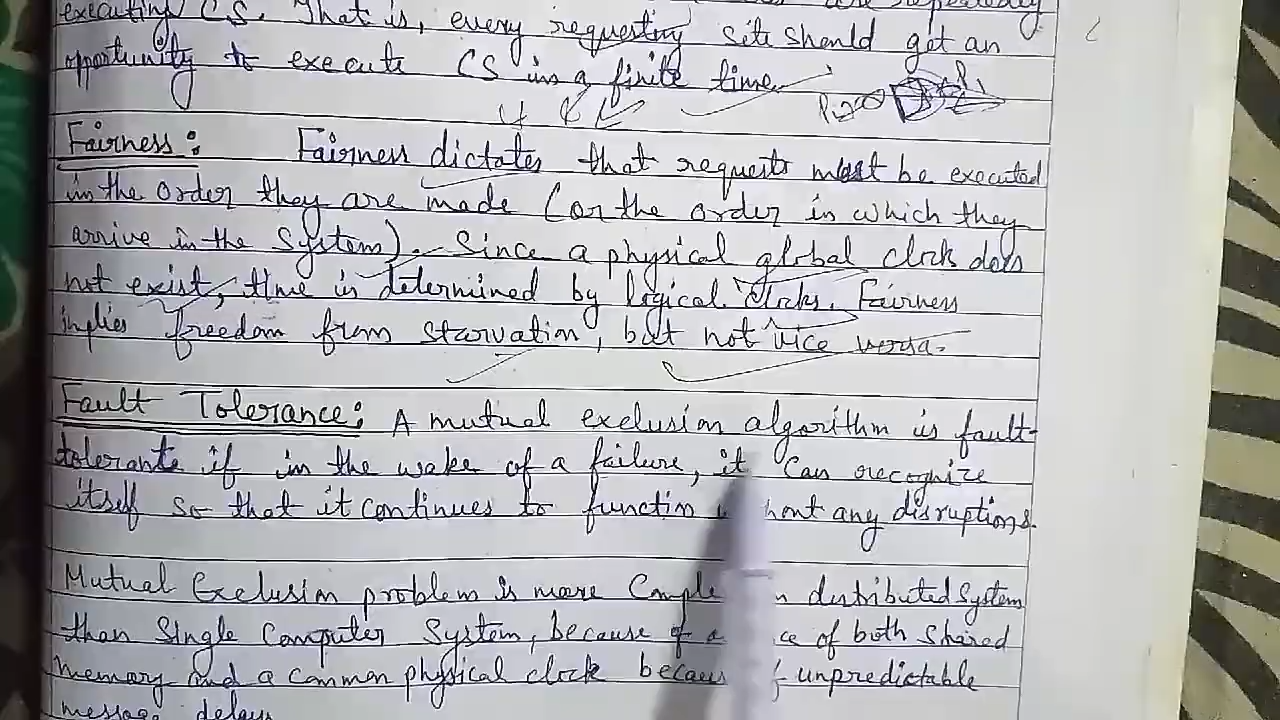 executing CS. That is, every requesting site should get an
opportunity to execute CS in a finite time.
Fairness: Fairness dictates that requests must be executed
in the order they are made (or the order in which they
arrive in the system). Since a physical global clock does
not exist, time is determined by logical clocks. Fairness
implies freedom from starvation, but not vice versa.
Fault Tolerance: A mutual exclusion algorithm is fault-
tolerante if in the wake of a failure, it can recognize
itself so that it continues to function any disruptions.
Mutual Exclusion problem is more in distributed System
than Single Computer System, because of both shared
memory and a common physical clock unpredictable
message delays